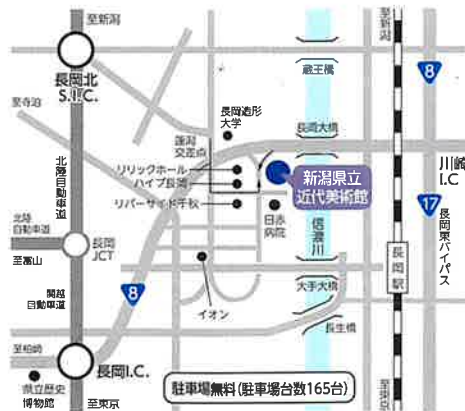 至新潟
至新潟
長岡北
S.I.C.
蔵王橋
8
至寺泊
長岡造形
大学
蓮潟
交差点
長岡大橋
リリックホール
ハイブ長岡
リバーサイド千秋
新潟県立
近代美術館
川崎
I.C
北陸自動車道
日赤
病院
信濃川
17
長岡東バイパス
北陸
自動車道
長岡
JCT
至富山
長岡駅
関越
自動車道
8
イオン
大手大橋
長生橋
至柏崎
長岡I.C.
県立歴史
博物館
至東京
駐車場無料(駐車場台数165台)
至東京